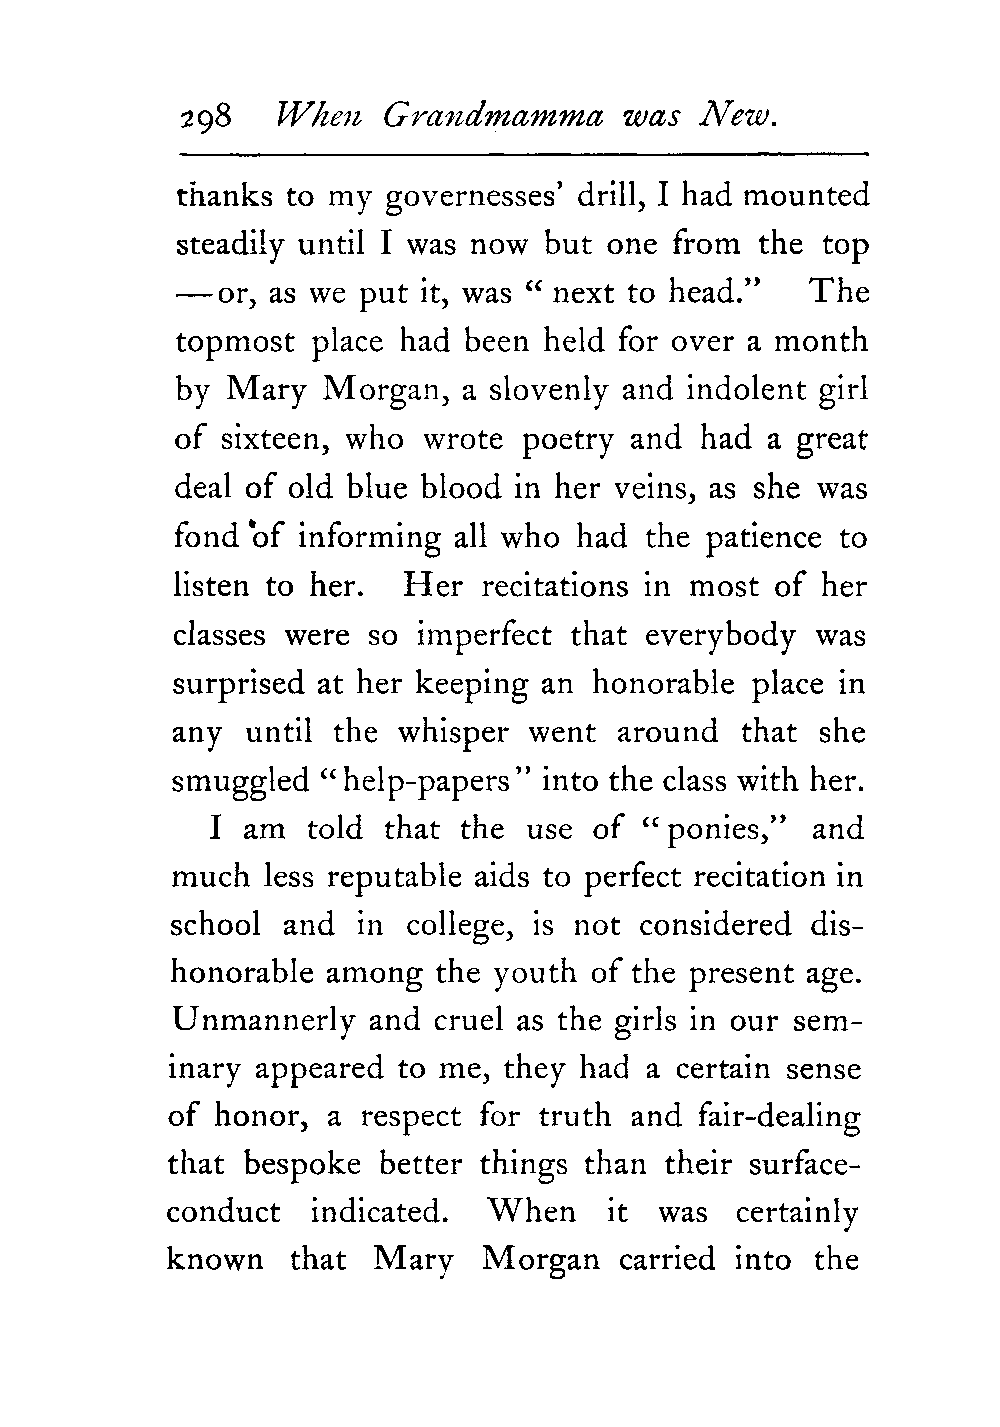 298 When Grandmamma was New.
thanks to my governesses’ drill, I had mounted
steadily until I was now but one from the top
—or, as we put it, was “ next to head.” The
topmost place had been held for over a month
by Mary Morgan, a slovenly and indolent girl
of sixteen, who wrote poetry and had a great
deal of old blue blood in her veins, as she was
fond of informing all who had the patience to
listen to her. Her recitations in most of her
classes were so imperfect that everybody was
surprised at her keeping an honorable place in
any until the whisper went around that she
smuggled “help-papers” into the class with her.
I am told that the use of “ponies,” and
much less reputable aids to perfect recitation in
school and in college, is not considered dis-
honorable among the youth of the present age.
Unmannerly and cruel as the girls in our sem-
inary appeared to me, they had a certain sense
of honor, a respect for truth and fair-dealing
that bespoke better things than their surface-
conduct indicated. When it was certainly
known that Mary Morgan carried into the